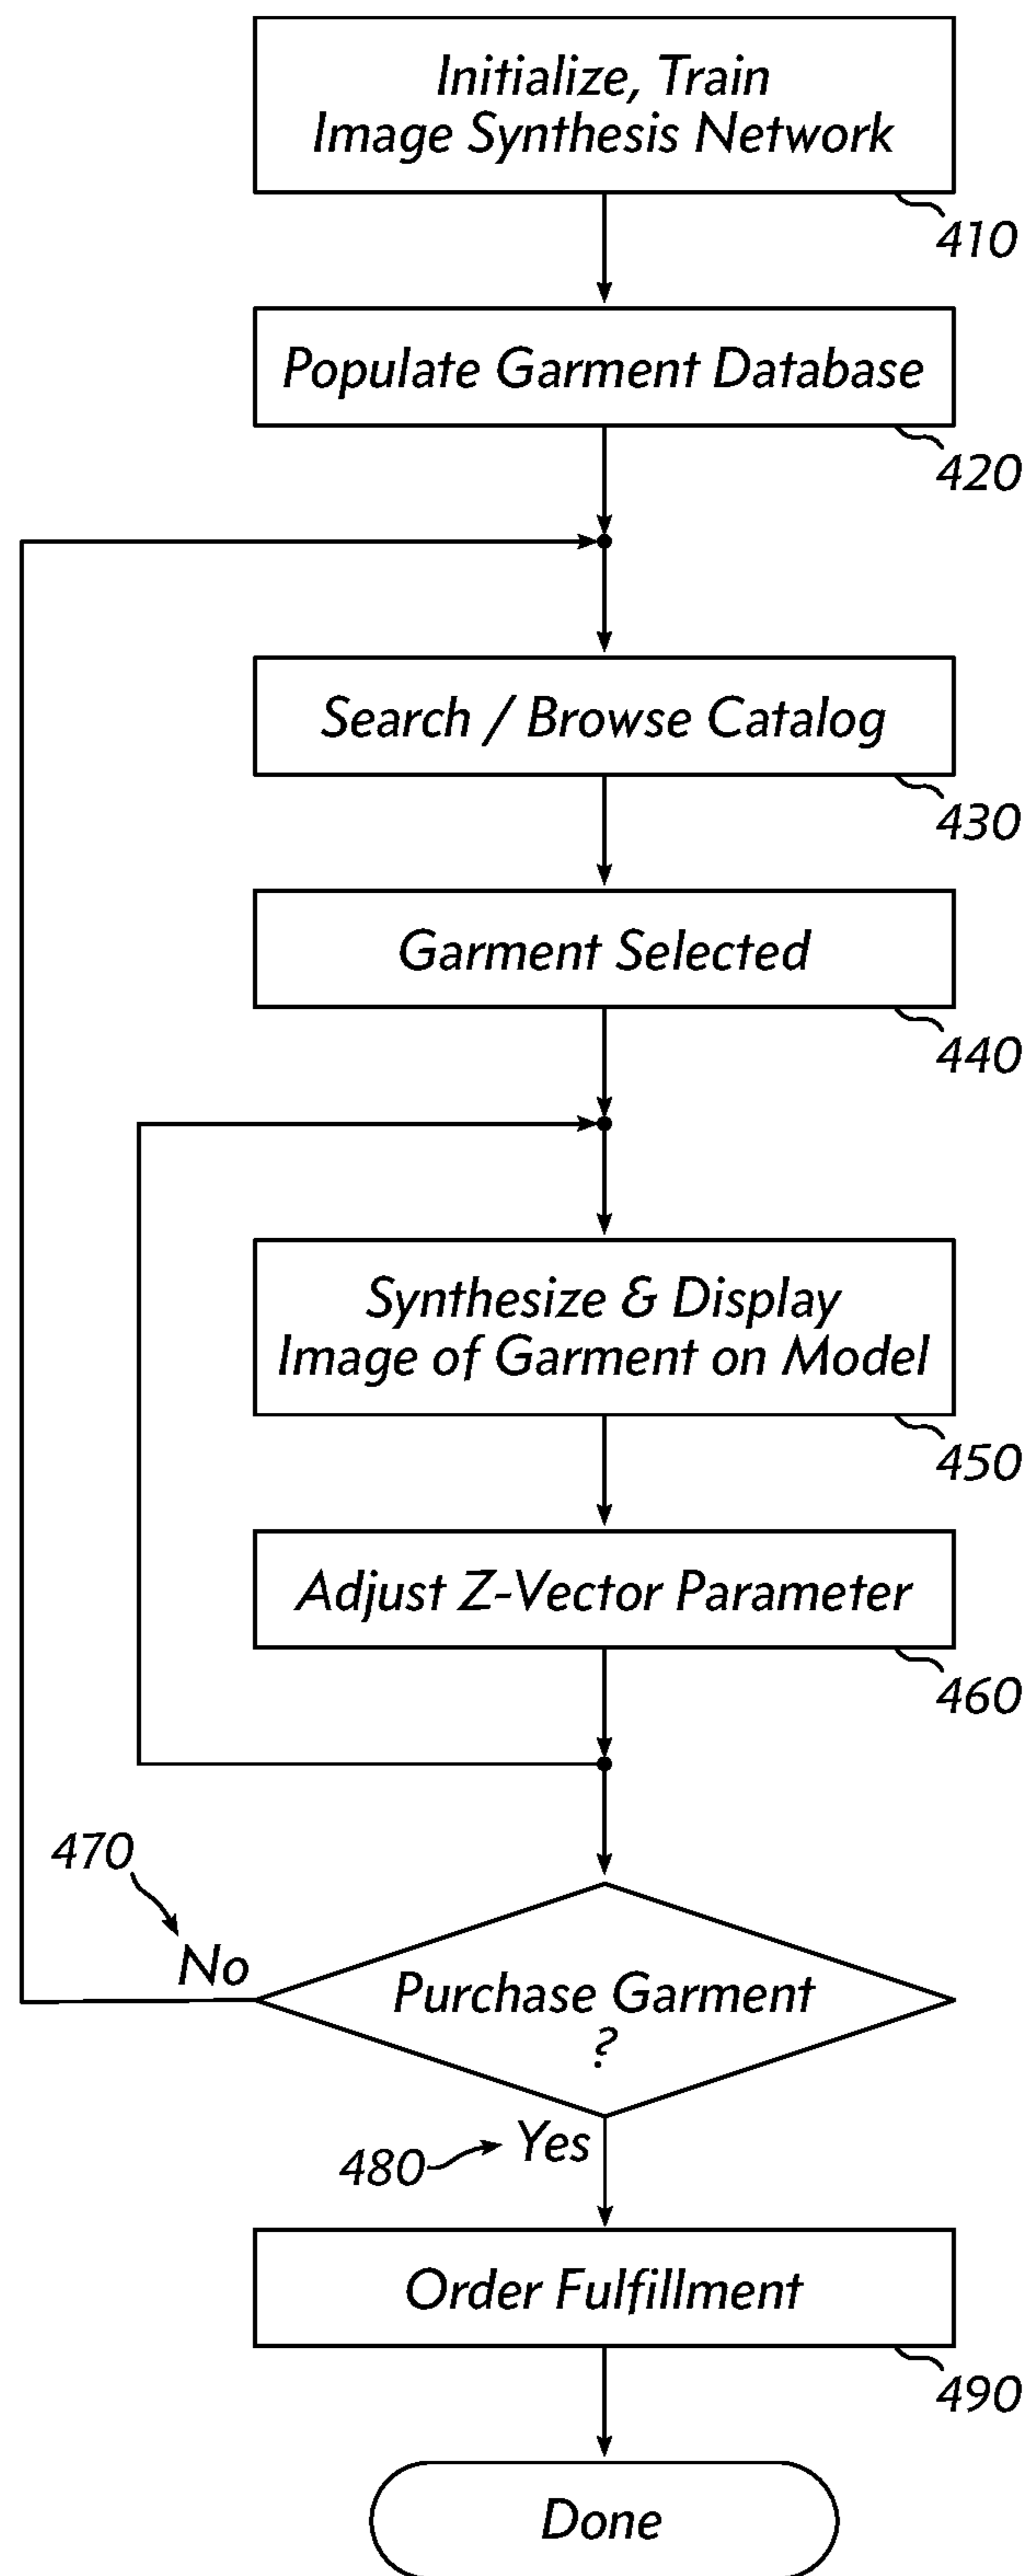 Initialize, Train
Image Synthesis Network
410
Populate Garment Database
420
Search / Browse Catalog
430
Garment Selected
440
Synthesize & Display
Image of Garment on Model
450
Adjust Z-Vector Parameter
460
470
No
Purchase Garment
?
Yes
480
Order Fulfillment
490
Done